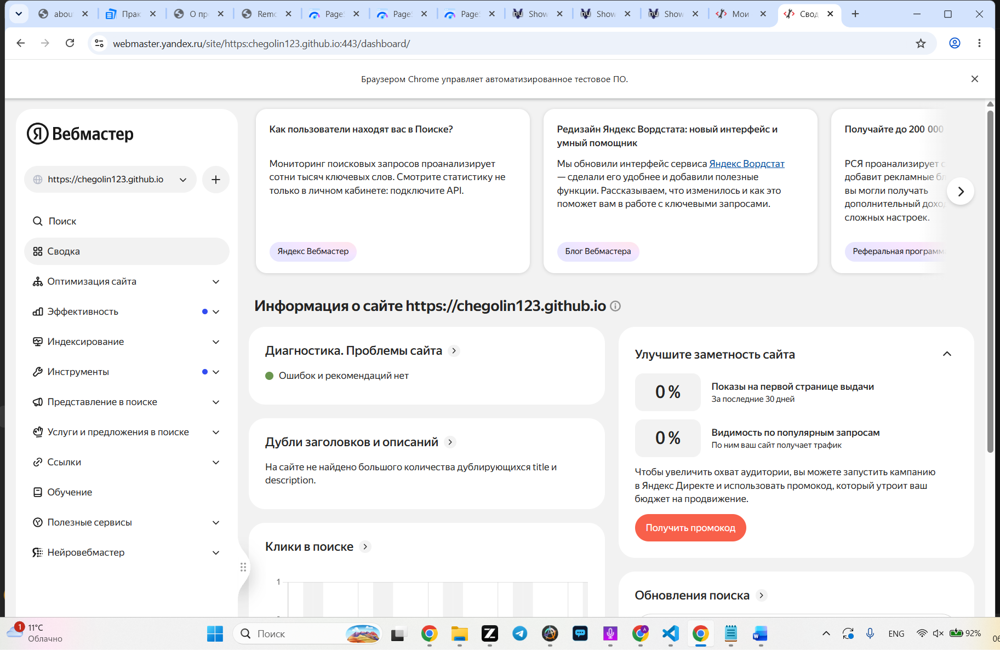 abou
Прак
О пр
Remo
Page
Page
Page
Show
Show
Show
Мои
Свод
webmaster.yandex.ru/site/https:chegolin123.github.io:443/dashboard/
Браузером Chrome управляет автоматизированное тестовое ПО.
Я Вебмастер
https://chegolin123.github.io
Поиск
Сводка
Оптимизация сайта
Эффективность
Индексирование
Инструменты
Представление в поиске
Услуги и предложения в поиске
Ссылки
Обучение
Полезные сервисы
Нейровебмастер
Как пользователи находят вас в Поиске?
Мониторинг поисковых запросов проанализирует
сотни тысяч ключевых слов. Смотрите статистику не
только в личном кабинете: подключите API.
Яндекс Вебмастер
Редизайн Яндекс Вордстата: новый интерфейс и
умный помощник
Мы обновили интерфейс сервиса Яндекс Вордстат
— сделали его удобнее и добавили полезные
функции. Рассказываем, что изменилось и как это
поможет вам в работе с ключевыми запросами.
Блог Вебмастера
Получайте до 200 000
РСЯ проанализирует с
добавит рекламные бл
вы могли получать
дополнительный доход
сложных настроек.
Реферальная программа
Информация о сайте https://chegolin123.github.io
Диагностика. Проблемы сайта
Ошибок и рекомендаций нет
Дубли заголовков и описаний
На сайте не найдено большого количества дублирующихся title и
description.
Клики в поиске
1
Улучшите заметность сайта
0 %
Показы на первой странице выдачи
За последние 30 дней
0 %
Видимость по популярным запросам
По ним ваш сайт получает трафик
Чтобы увеличить охват аудитории, вы можете запустить кампанию
в Яндекс Директе и использовать промокод, который утроит ваш
бюджет на продвижение.
Получить промокод
Обновления поиска
1
11°C
Облачно
Поиск
A
ENG
92%
06